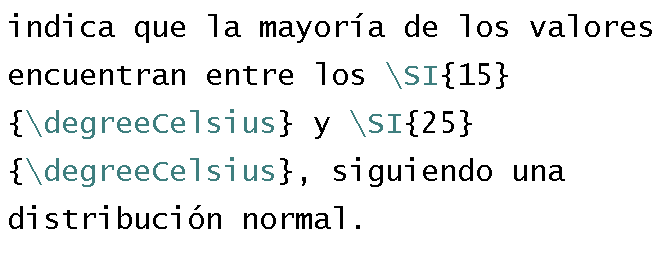 indica que la mayoría de los valores
encuentran entre los \SI{15}
{\degreeCelsius} y \SI{25}
{\degreeCelsius}, siguiendo una
distribución normal.